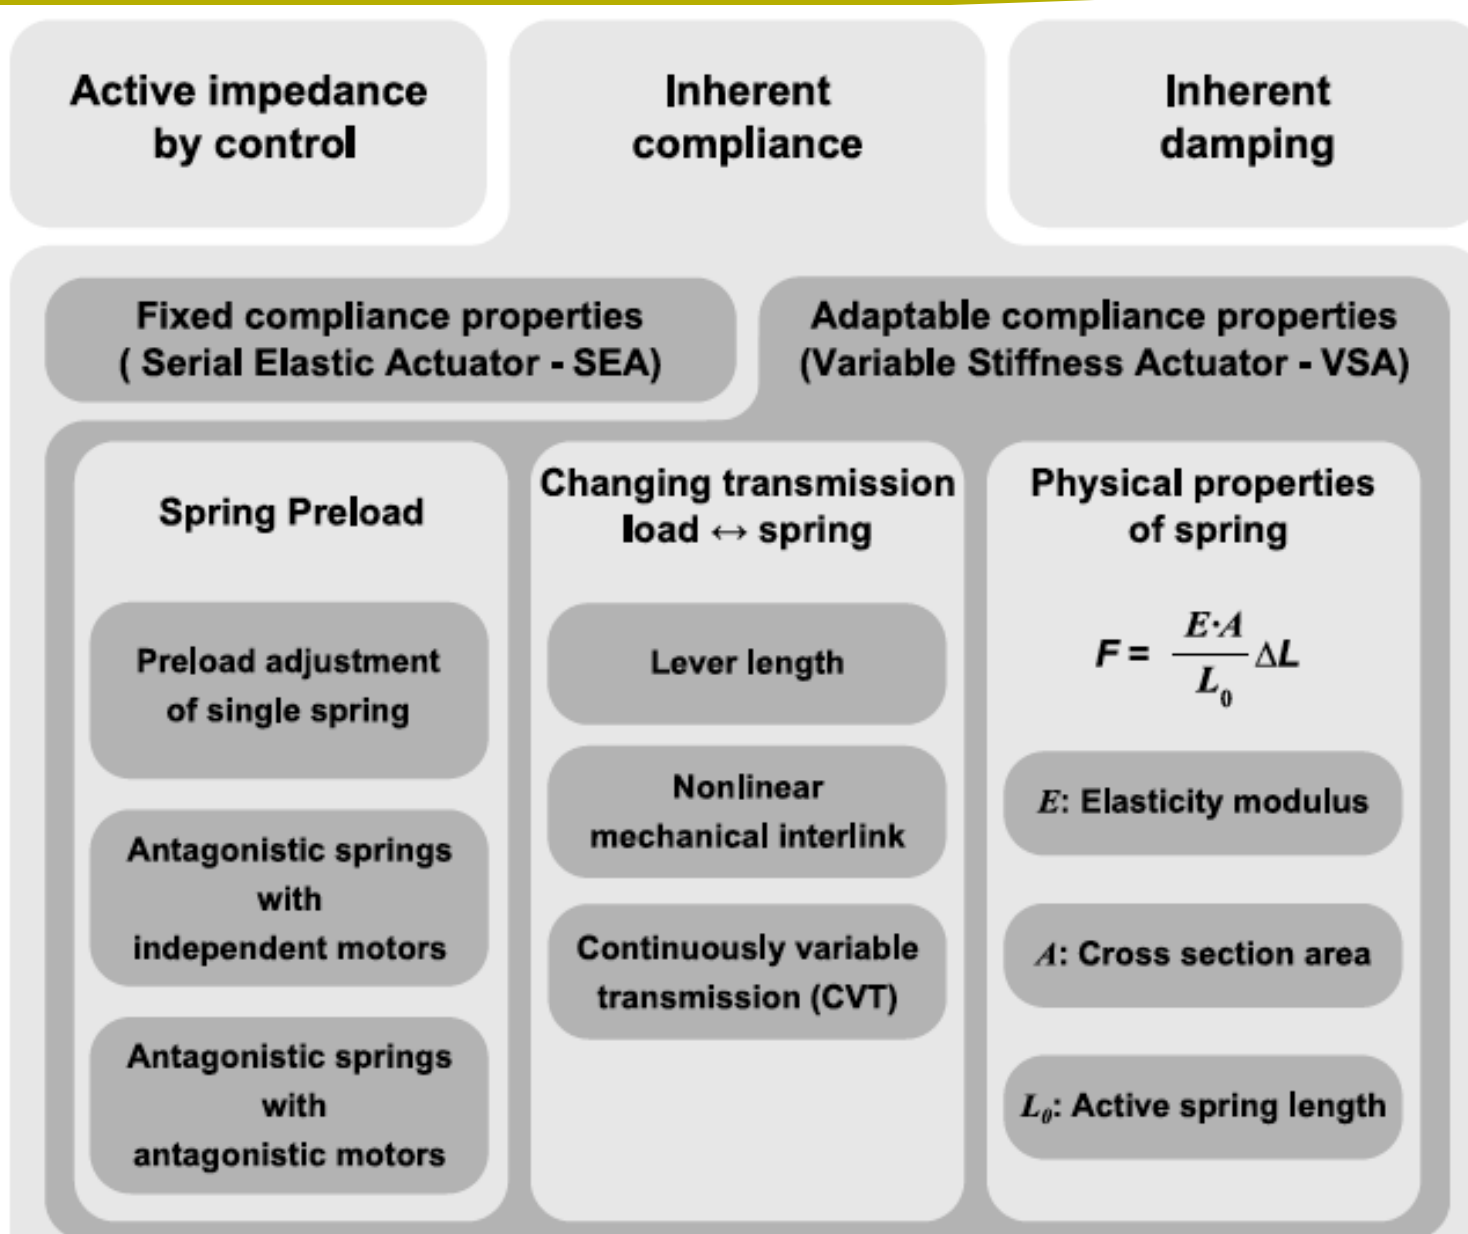 Active impedance
by control
Inherent
compliance
Inherent
damping
Fixed compliance properties
( Serial Elastic Actuator - SEA)
Adaptable compliance properties
(Variable Stiffness Actuator - VSA)
Spring Preload
Preload adjustment
of single spring
Antagonistic springs
with
independent motors
Antagonistic springs
with
antagonistic motors
Changing transmission
load ↔ spring
Lever length
Nonlinear
mechanical interlink
Continuously variable
transmission (CVT)
Physical properties
of spring
F = E·A / L₀ ΔL
E: Elasticity modulus
A: Cross section area
L₀: Active spring length